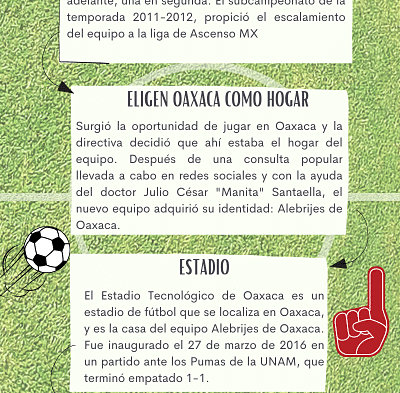 adelante, una en segunda. El subcampeonato de la
temporada 2011-2012, propició el escalamiento
del equipo a la liga de Ascenso MX
ELIGEN OAXACA COMO HOGAR
Surgió la oportunidad de jugar en Oaxaca y la
directiva decidió que ahí estaba el hogar del
equipo. Después de una consulta popular
llevada a cabo en redes sociales y con la ayuda
del doctor Julio César "Manita" Santaella, el
nuevo equipo adquirió su identidad: Alebrijes de
Oaxaca.
ESTADIO
El Estadio Tecnológico de Oaxaca es un
estadio de fútbol que se localiza en Oaxaca,
y es la casa del equipo Alebrijes de Oaxaca.
Fue inaugurado el 27 de marzo de 2016 en
un partido ante los Pumas de la UNAM, que
terminó empatado 1-1.